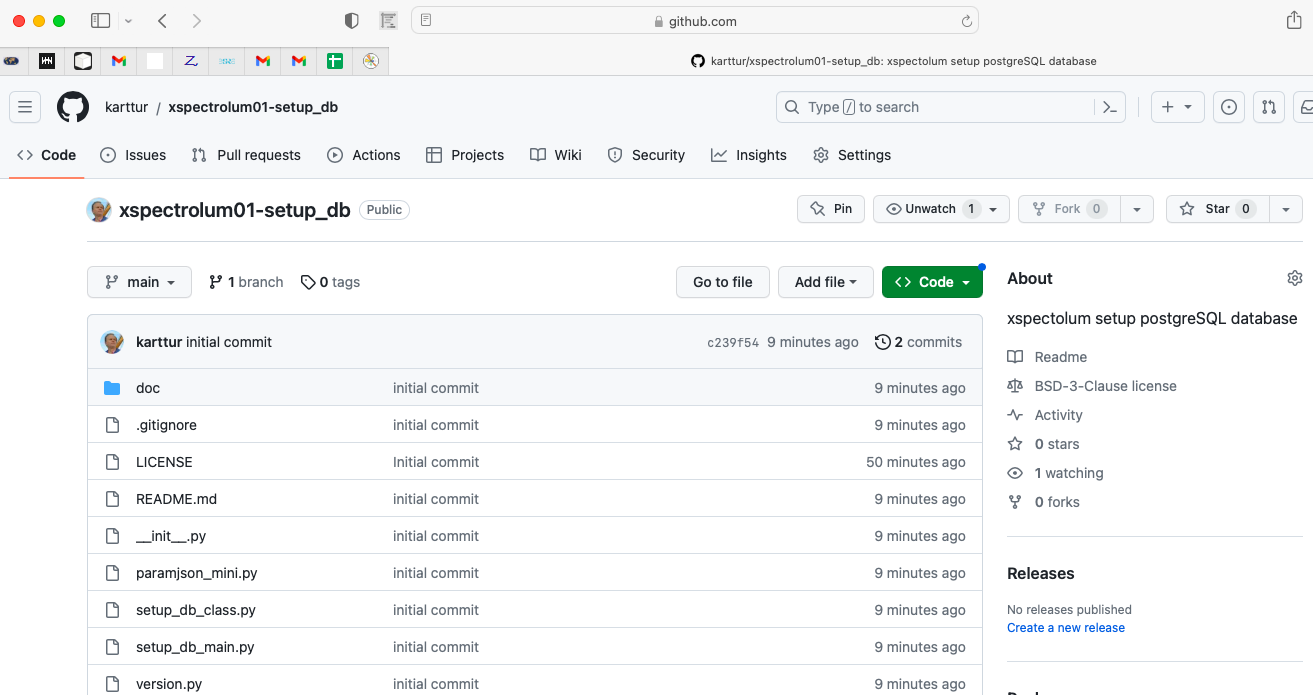 github.com
karttur/xspectrolum01-setup_db: xspectolum setup postgreSQL database
karttur / xspectrolum01-setup_db
Type / to search
Code Issues Pull requests Actions Projects Wiki Security Insights Settings
xspectrolum01-setup_db Public
Pin Unwatch 1 Fork 0 Star 0
main 1 branch 0 tags Go to file Add file Code
karttur initial commit c239f54 9 minutes ago 2 commits
doc initial commit 9 minutes ago
.gitignore initial commit 9 minutes ago
LICENSE Initial commit 50 minutes ago
README.md initial commit 9 minutes ago
__init__.py initial commit 9 minutes ago
paramjson_mini.py initial commit 9 minutes ago
setup_db_class.py initial commit 9 minutes ago
setup_db_main.py initial commit 9 minutes ago
version.py initial commit 9 minutes ago
About
xspectolum setup postgreSQL database
Readme
BSD-3-Clause license
Activity
0 stars
1 watching
0 forks
Releases
No releases published
Create a new release